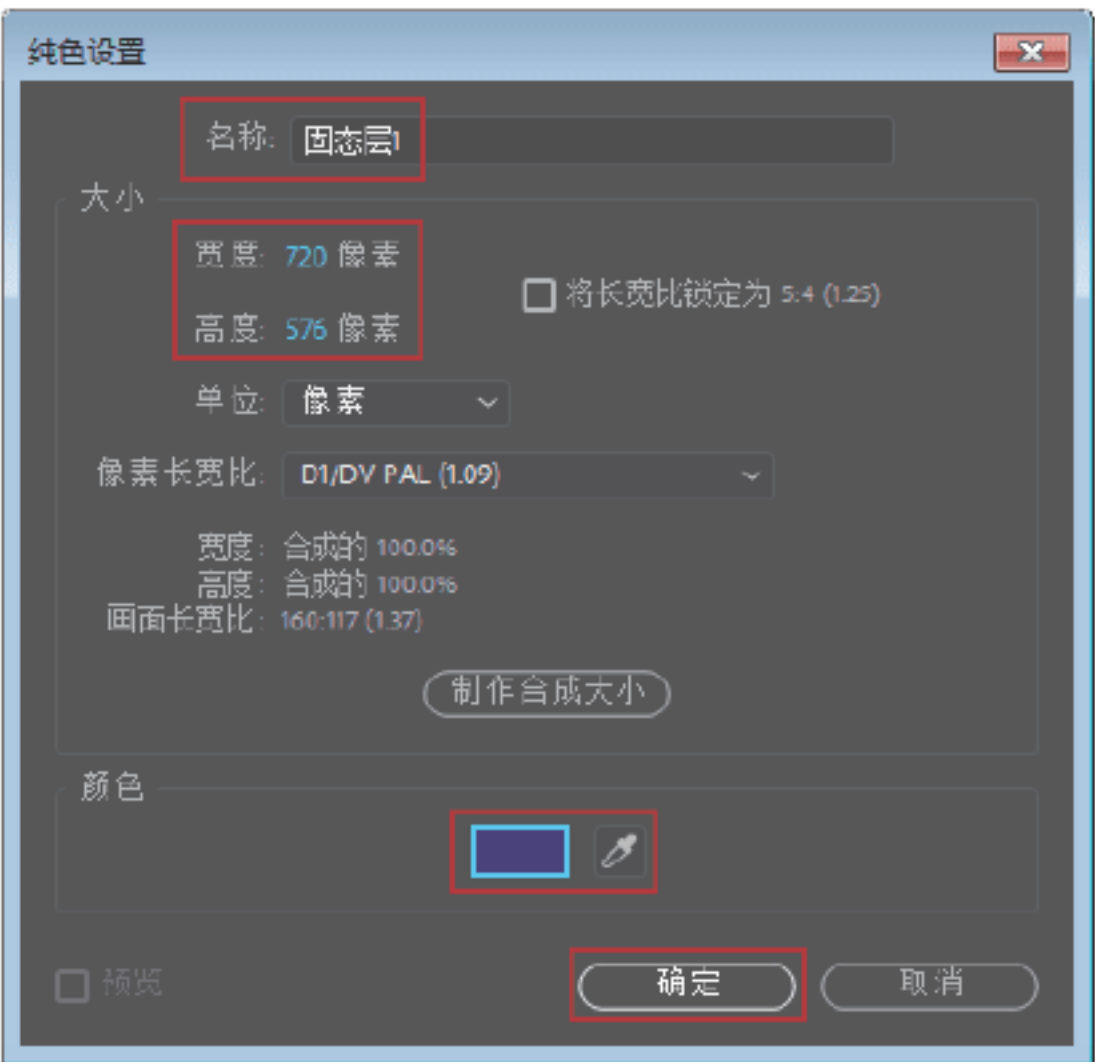 纯色设置
名称: 固态层1
大小
宽度: 720 像素
将长宽比锁定为 5:4 (1.25)
高度: 576 像素
单位: 像素
像素长宽比: D1/DV PAL (1.09)
宽度: 合成的 100.0%
高度: 合成的 100.0%
画面长宽比: 160:117 (1.37)
制作合成大小
颜色
预览
确定
取消